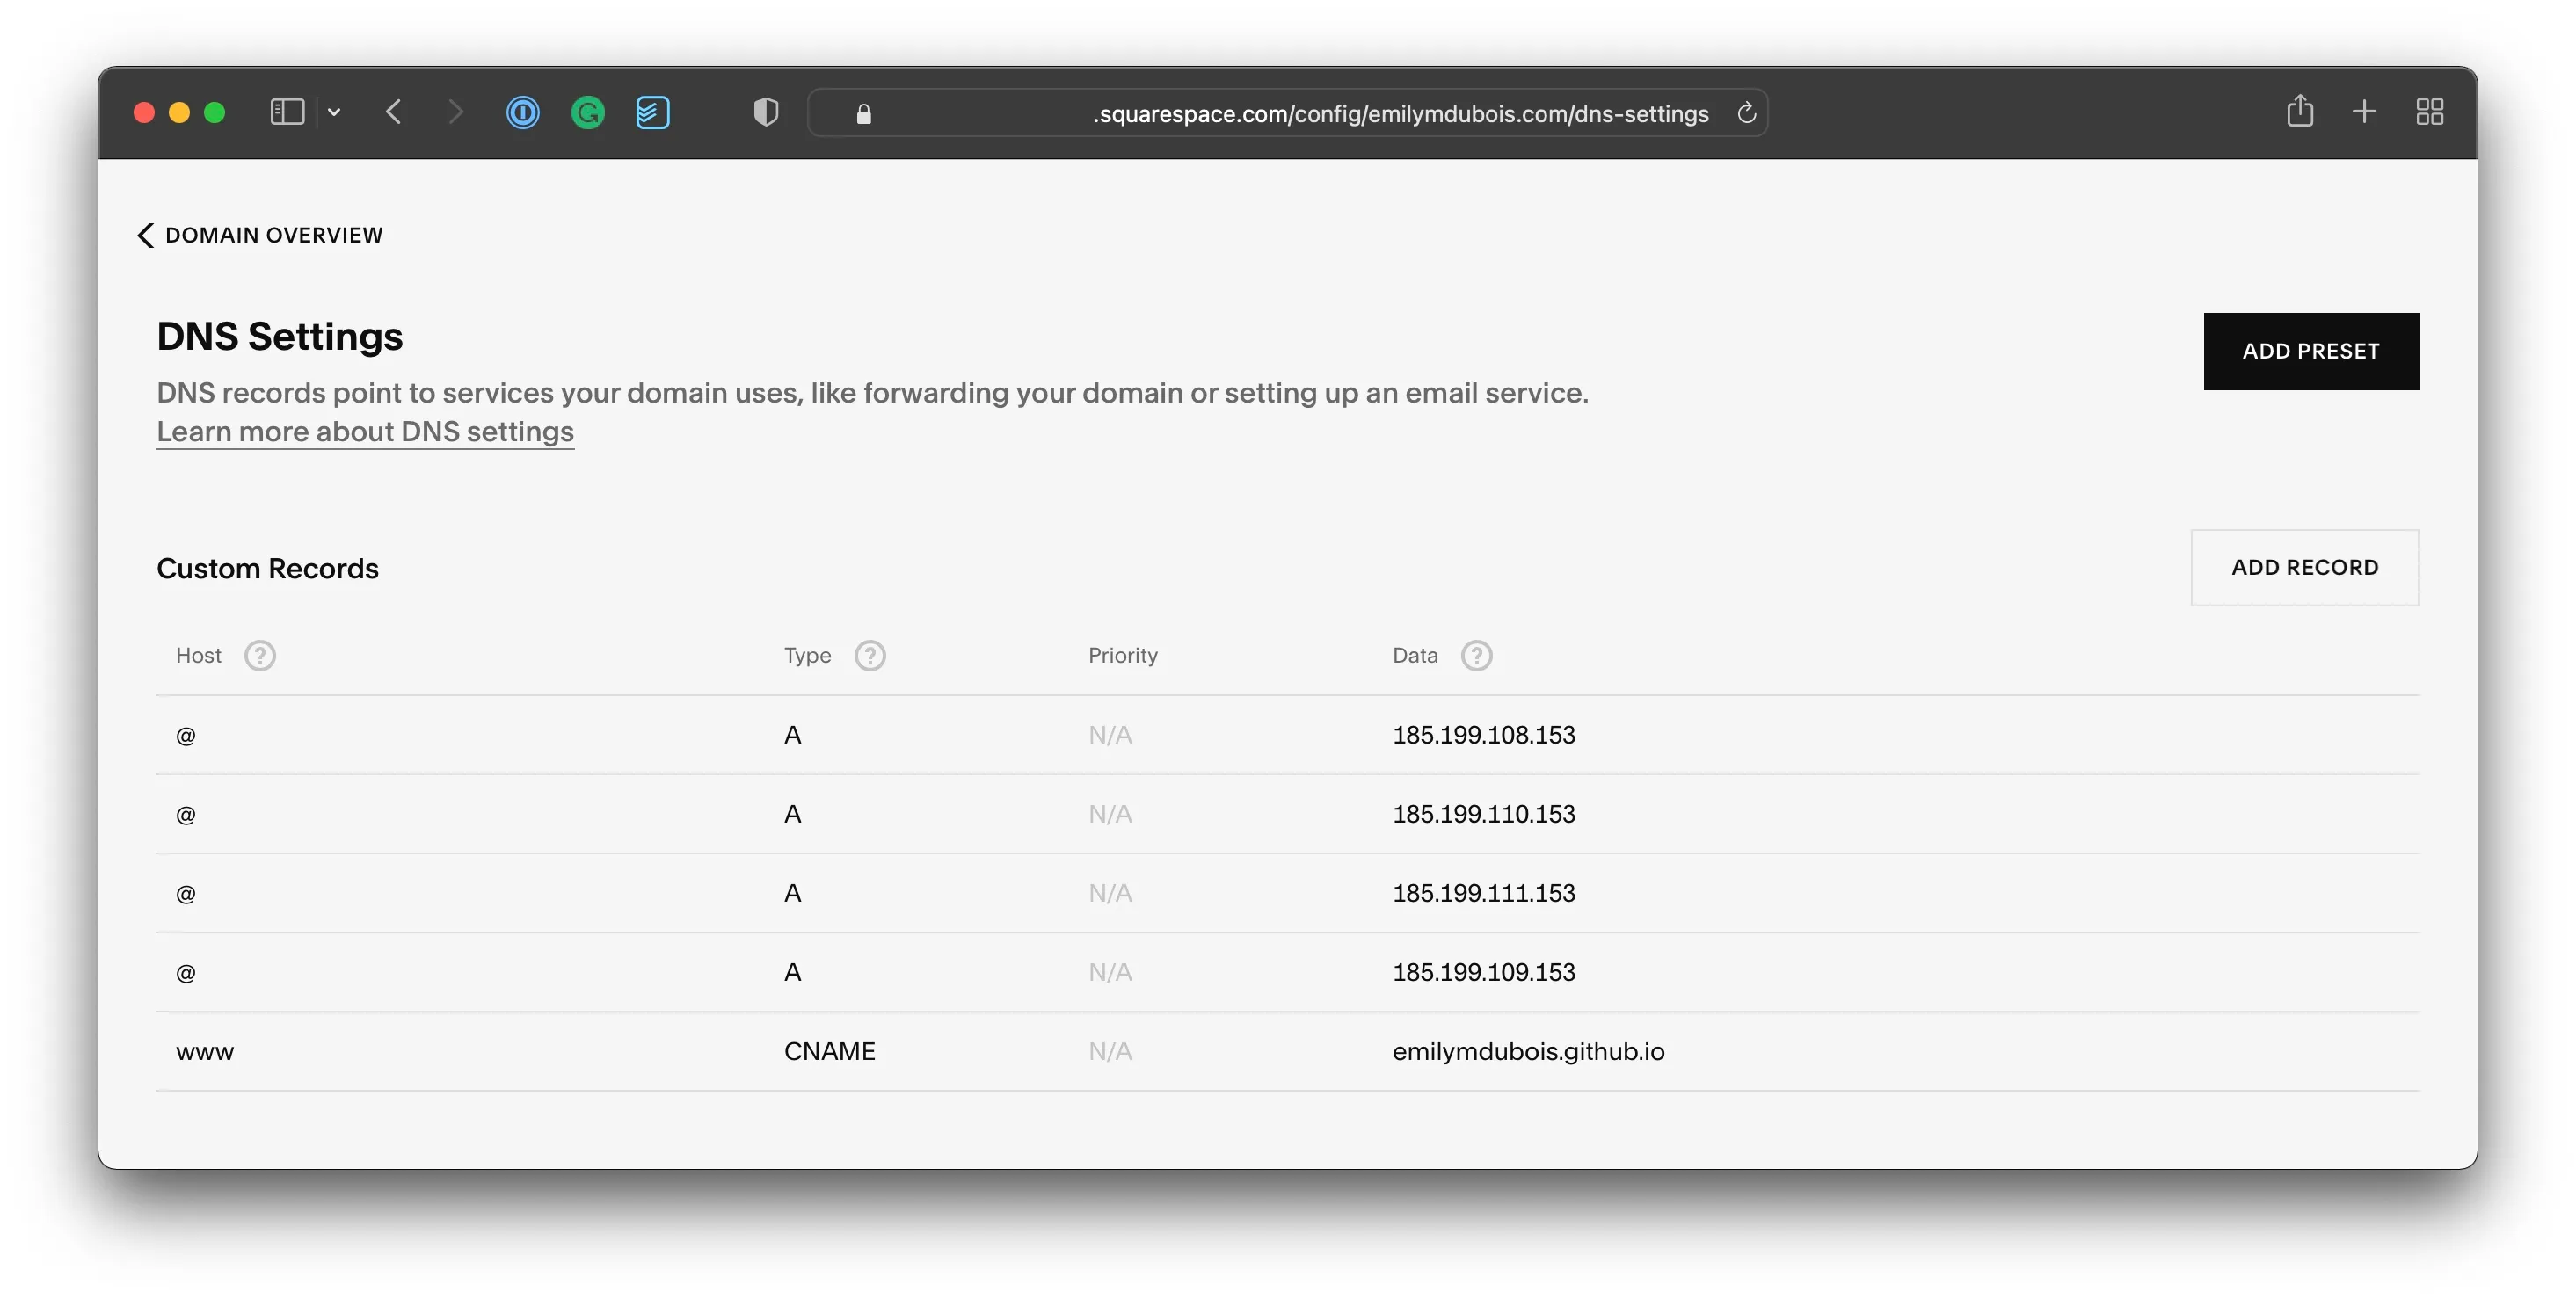 .squarespace.com/config/emilymdubois.com/dns-settings
DOMAIN OVERVIEW
DNS Settings
ADD PRESET
DNS records point to services your domain uses, like forwarding your domain or setting up an email service.
Learn more about DNS settings
Custom Records
ADD RECORD
Host ? Type ? Priority Data ?
@ A N/A 185.199.108.153
@ A N/A 185.199.110.153
@ A N/A 185.199.111.153
@ A N/A 185.199.109.153
www CNAME N/A emilymdubois.github.io